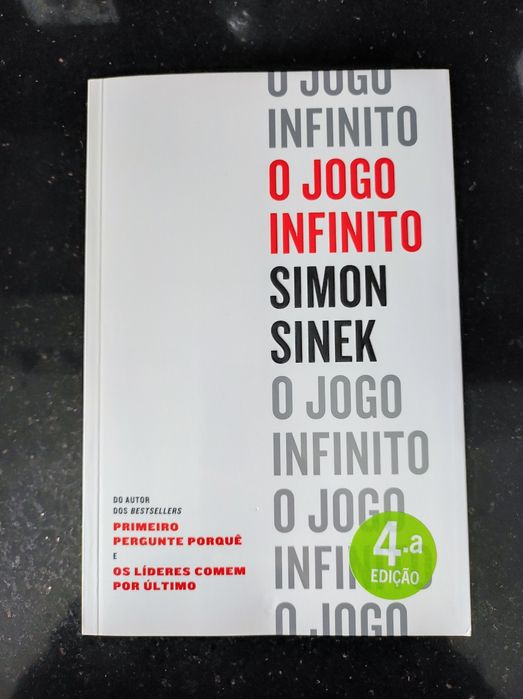 O JOGO
INFINITO
O JOGO
INFINITO
SIMON
SINEK
O JOGO
INFINITO
O JOGO
INFINITO
O JOGO
DO AUTOR
DOS BESTSELLERS
PRIMEIRO
PERGUNTE PORQUÊ
E
OS LÍDERES COMEM
POR ÚLTIMO
4.a
EDIÇÃO